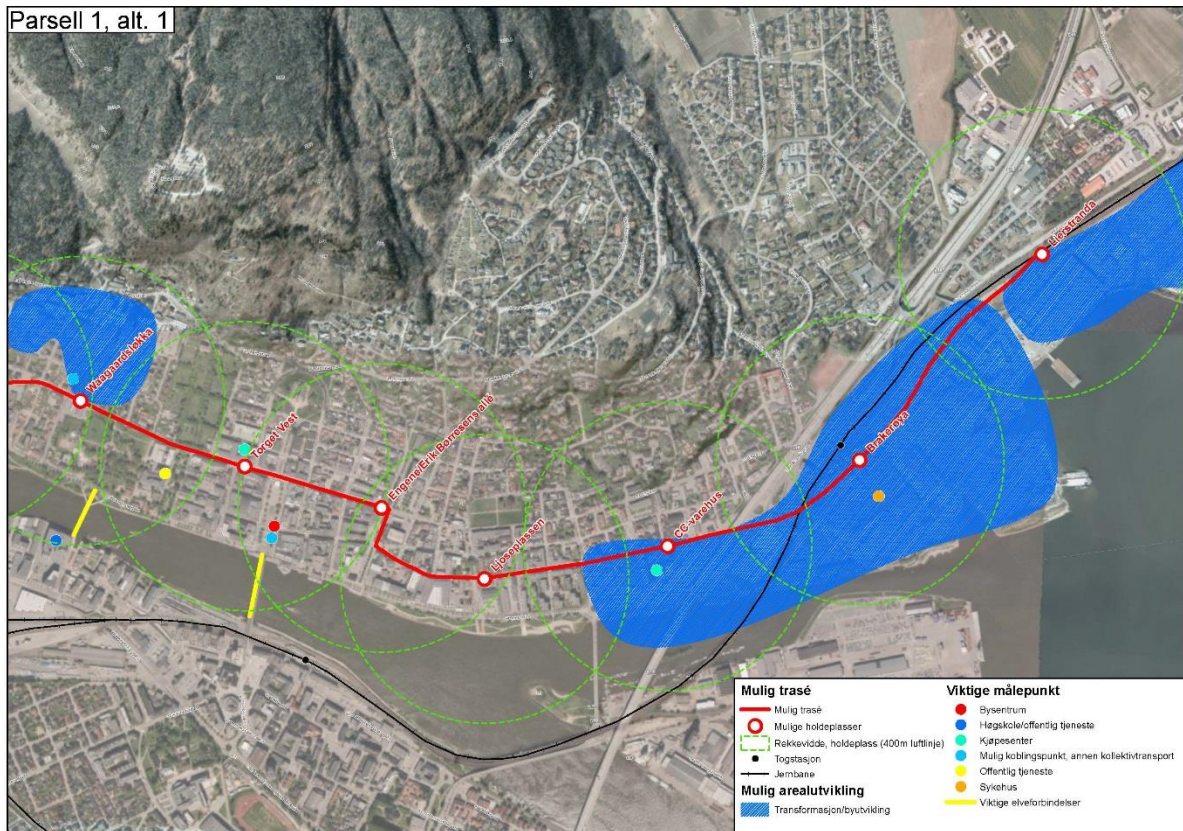 Parsell 1, alt. 1
Lierstranda
Waagaardsløkka
Torget Vest
Engene/Erik Børresens allé
Brakerøya
CC-varehus
Ljoseplassen
Mulig trasé
Mulig trasé
Mulige holdeplasser
Rekkevidde, holdeplass (400m luftlinje)
Togstasjon
Jernbane
Mulig arealutvikling
Transformasjon/byutvikling
Viktige målepunkt
Bysentrum
Høgskole/offentlig tjeneste
Kjøpesenter
Mulig koblingspunkt, annen kollektivtransport
Offentlig tjeneste
Sykehus
Viktige elveforbindelser